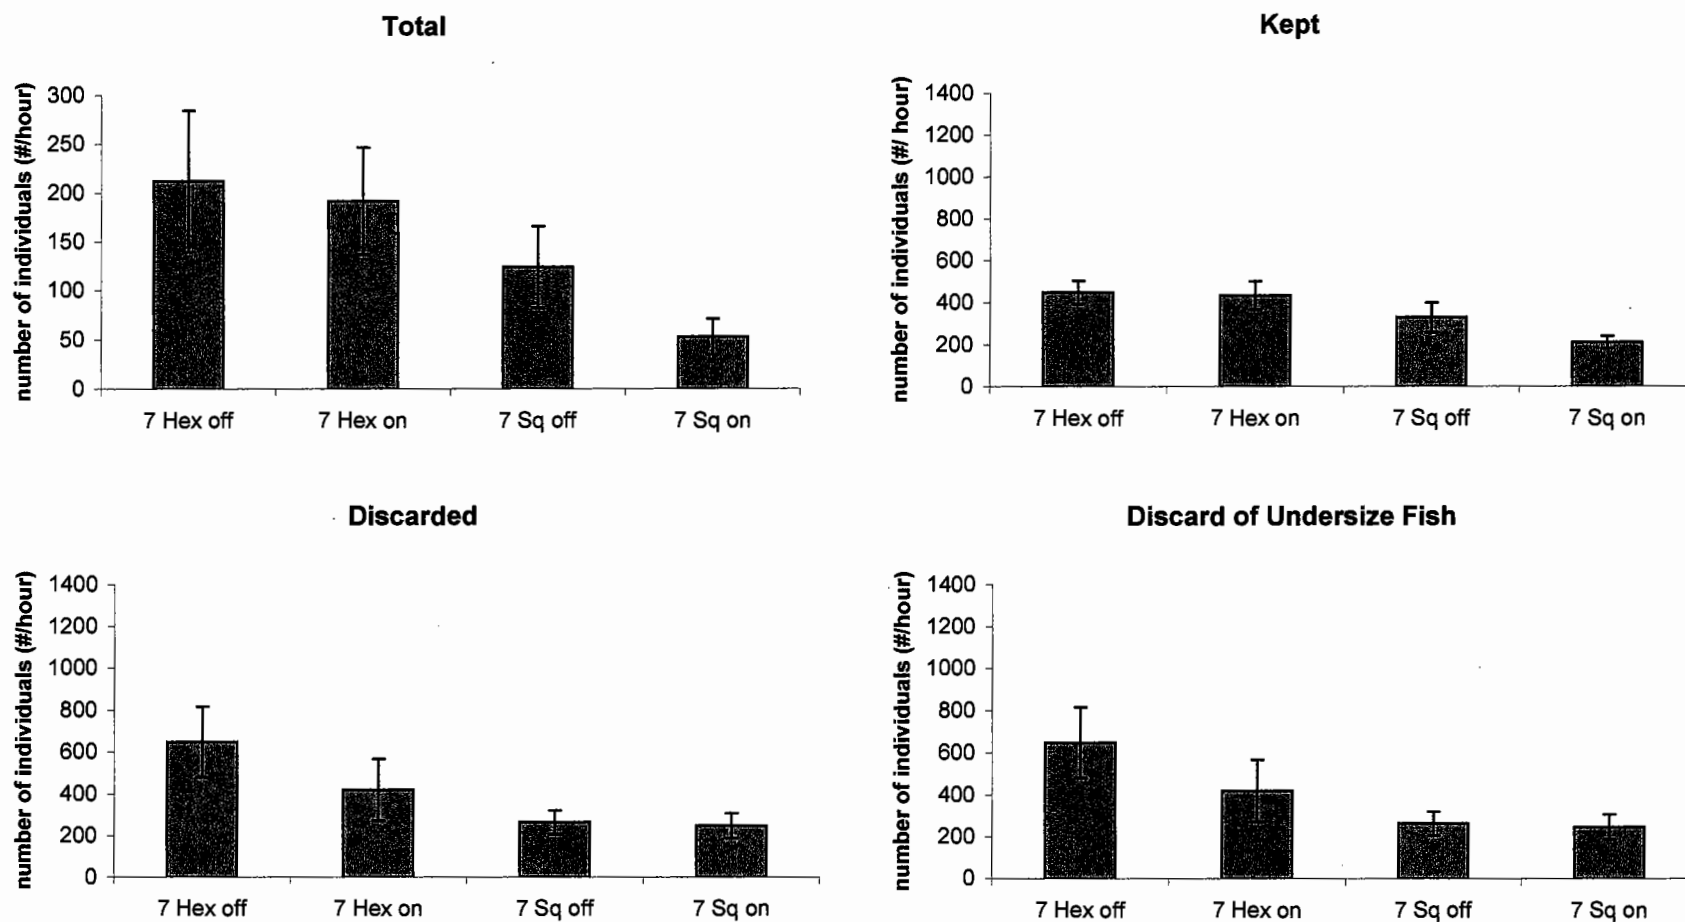 Total
number of individuals (#/hour)
300
250
200
150
100
50
0
7 Hex off
7 Hex on
7 Sq off
7 Sq on
Kept
number of individuals (#/ hour)
1400
1200
1000
800
600
400
200
0
7 Hex off
7 Hex on
7 Sq off
7 Sq on
Discarded
number of individuals (#/hour)
1400
1200
1000
800
600
400
200
0
7 Hex off
7 Hex on
7 Sq off
7 Sq on
Discard of Undersize Fish
number of individuals (#/hour)
1400
1200
1000
800
600
400
200
0
7 Hex off
7 Hex on
7 Sq off
7 Sq on